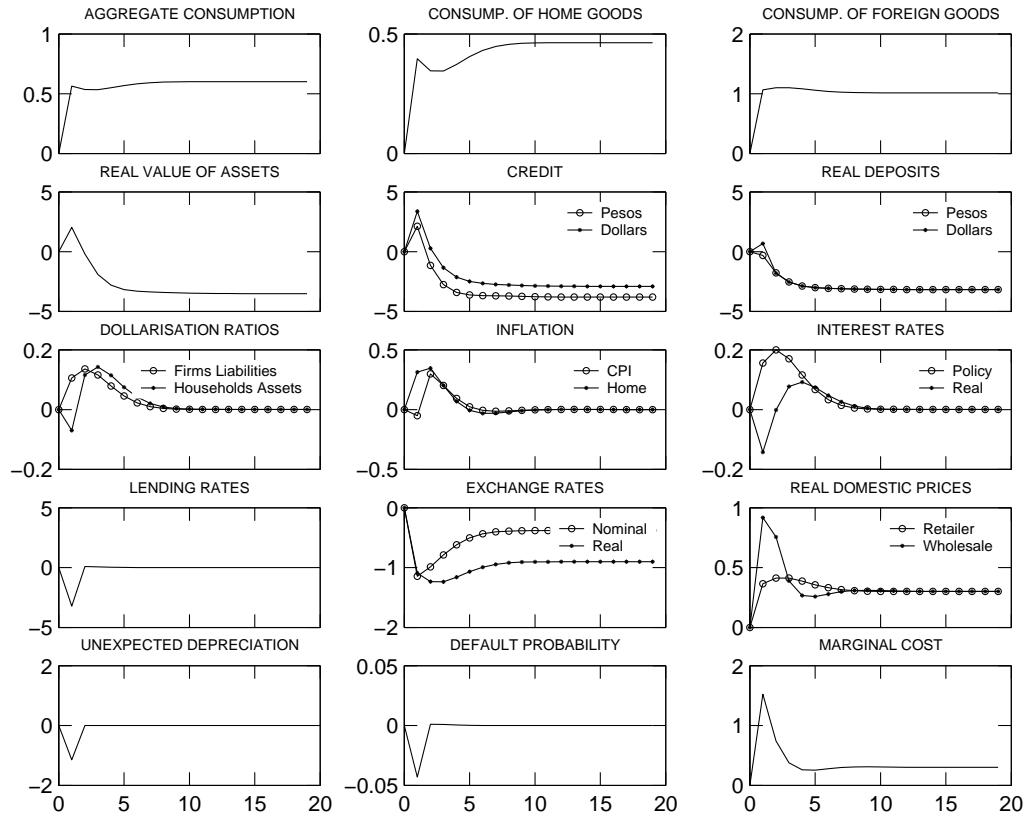 AGGREGATE CONSUMPTION
CONSUMP. OF HOME GOODS
CONSUMP. OF FOREIGN GOODS
1
0.5
0
0.5
0
2
1
0
REAL VALUE OF ASSETS
CREDIT
REAL DEPOSITS
5
0
−5
5
0
−5
Pesos
Dollars
5
0
−5
Pesos
Dollars
DOLLARISATION RATIOS
INFLATION
INTEREST RATES
0.2
0
−0.2
Firms Liabilities
Households Assets
0.5
0
−0.5
CPI
Home
0.2
0
−0.2
Policy
Real
LENDING RATES
EXCHANGE RATES
REAL DOMESTIC PRICES
5
0
−5
0
−1
−2
Nominal
Real
1
0.5
0
Retailer
Wholesale
UNEXPECTED DEPRECIATION
DEFAULT PROBABILITY
MARGINAL COST
2
0
−2
0.05
0
−0.05
2
1
0
0 5 10 15 20
0 5 10 15 20
0 5 10 15 20